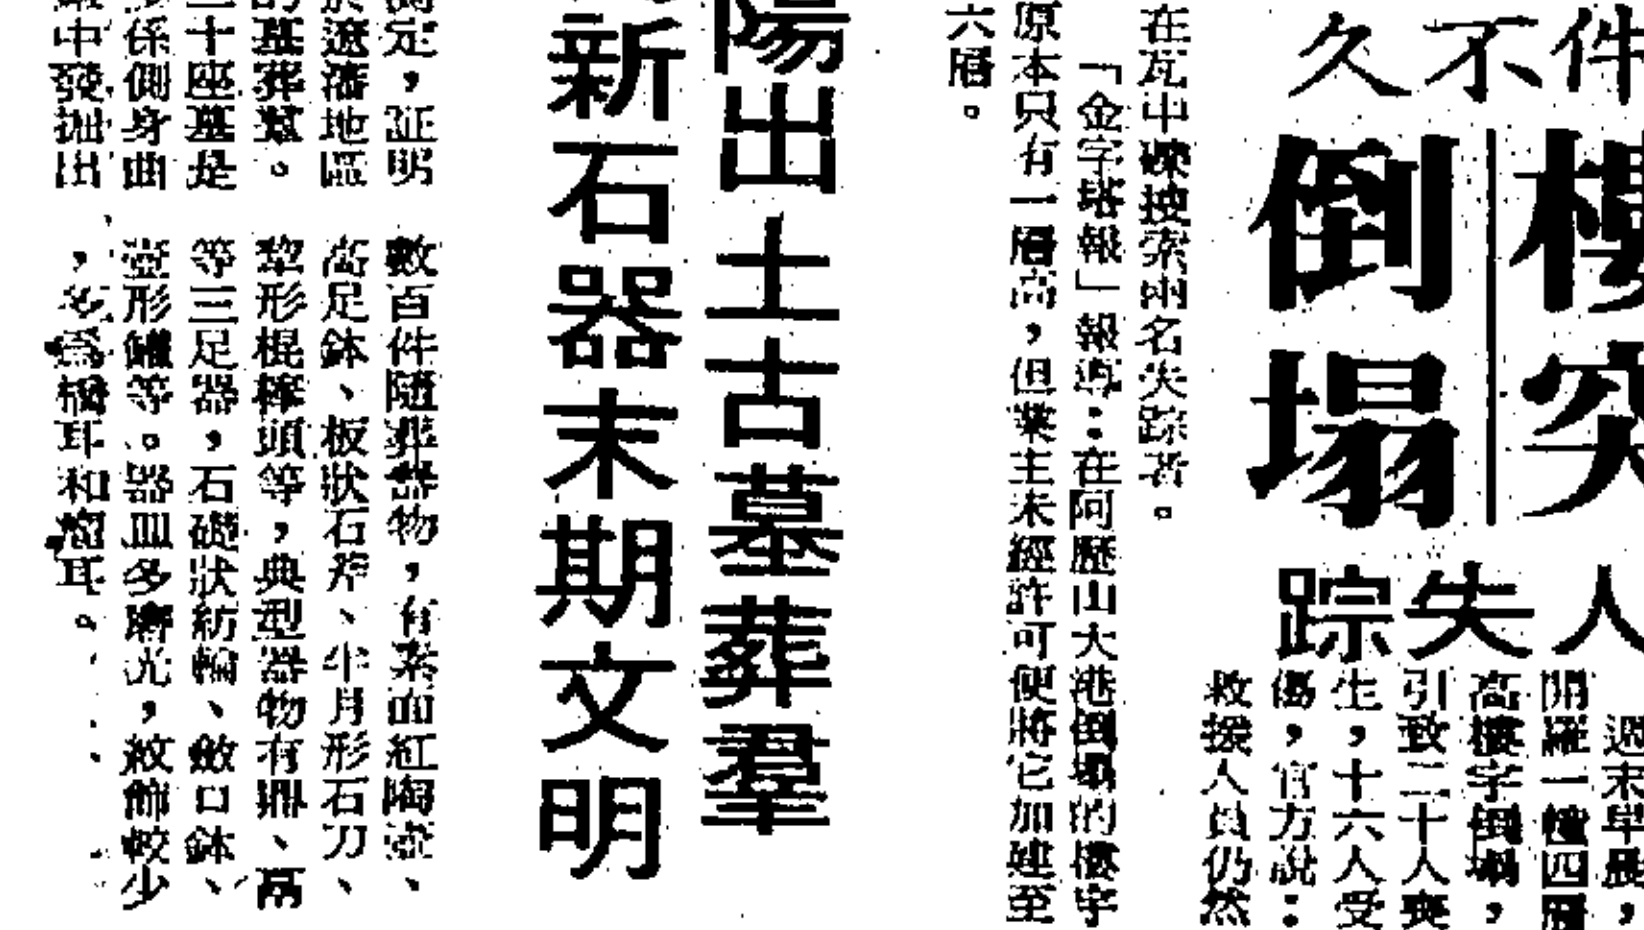 件不久
樓突
倒塌
人失踪
週末早晨，
開羅一幢四層
高樓宇倒塌，
引致二十人喪
生，十六人受
傷，官方說：
救援人員仍然
在瓦中礫搜索兩名失踪者。
「金字塔報」報導：在阿歷山大港倒塌的樓宇
原本只有一層高，但業主未經許可便將它加建至
六層。
陽出土古墓葬羣
新石器末期文明
測定，証明
於遼瀋地區
的墓葬羣。
二十座墓是
多係側身曲
中發掘出
數百件隨葬器物，有素面紅陶壺、
高足鉢、板狀石斧、半月形石刀、
犂形棍棒頭等，典型器物有鼎、鬲
等三足器，石礎狀紡輪、斂口鉢、
壺形罐等。器皿多磨光，紋飾較少
，多爲橋耳和瘤耳。